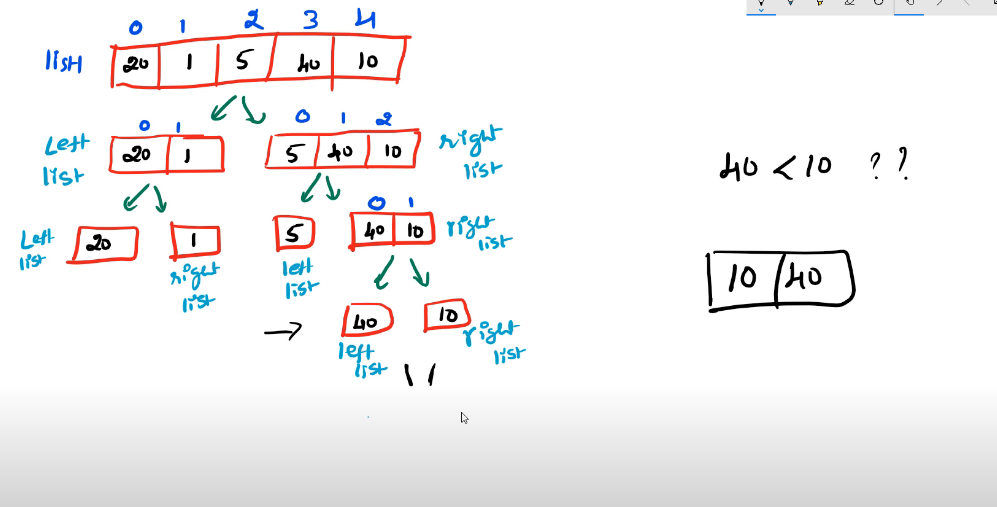 0 1 2 3 4
list 20 1 5 40 10
0 1 0 1 2
Left list 20 1 5 40 10 right list
0 1
Left list 20 1 5 40 10 right list
right list left list
40 10
left list right list
40 < 10 ??
10 40